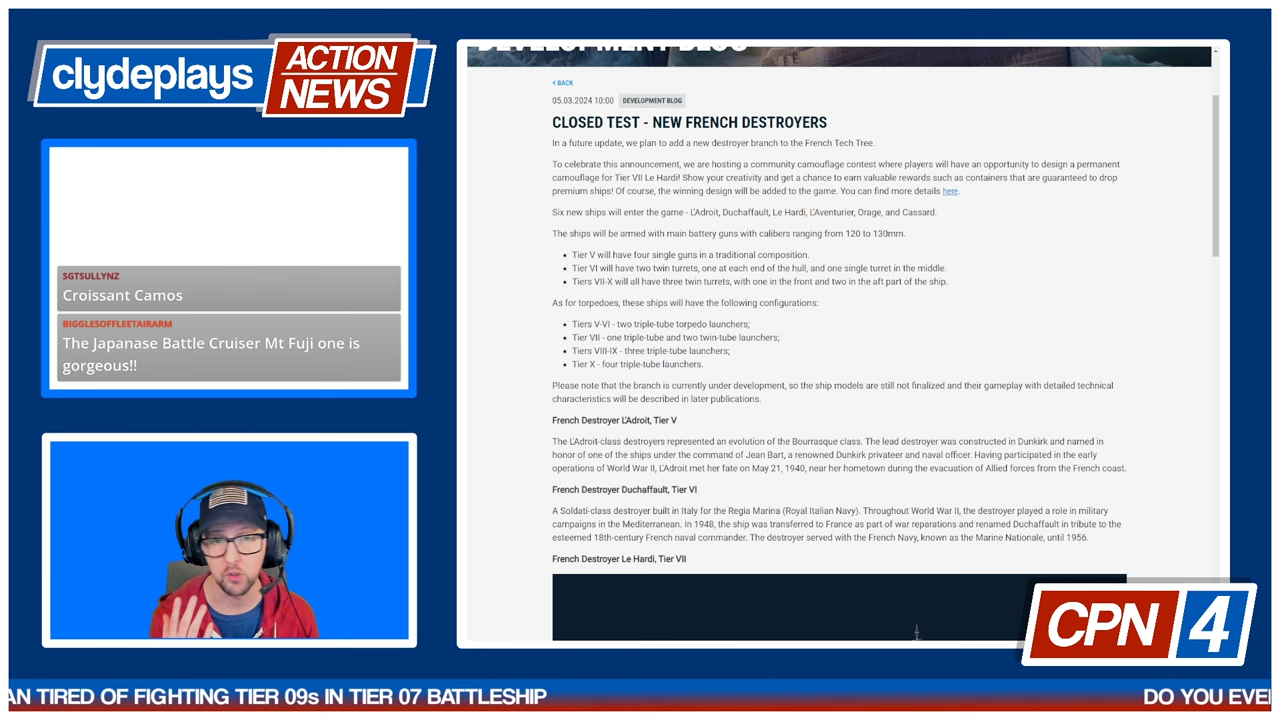 clydeplays
ACTION
NEWS
SGTSULLYNZ
Croissant Camos
BIGGLESOFFLEETAIRARM
The Japanase Battle Cruiser Mt Fuji one is
gorgeous!!
DEVELOPMENT BLOG
< BACK
05.03.2024 10:00 DEVELOPMENT BLOG
CLOSED TEST - NEW FRENCH DESTROYERS
In a future update, we plan to add a new destroyer branch to the French Tech Tree.
To celebrate this announcement, we are hosting a community camouflage contest where players will have an opportunity to design a permanent
camouflage for Tier VII Le Hardi! Show your creativity and get a chance to earn valuable rewards such as containers that are guaranteed to drop
premium ships! Of course, the winning design will be added to the game. You can find more details here.
Six new ships will enter the game - L'Adroit, Duchaffault, Le Hardi, L'Aventurier, Orage, and Cassard.
The ships will be armed with main battery guns with calibers ranging from 120 to 130mm.
• Tier V will have four single guns in a traditional composition.
• Tier VI will have two twin turrets, one at each end of the hull, and one single turret in the middle.
• Tiers VII-X will all have three twin turrets, with one in the front and two in the aft part of the ship.
As for torpedoes, these ships will have the following configurations:
• Tiers V-VI - two triple-tube torpedo launchers;
• Tier VII - one triple-tube and two twin-tube launchers;
• Tiers VIII-IX - three triple-tube launchers;
• Tier X - four triple-tube launchers.
Please note that the branch is currently under development, so the ship models are still not finalized and their gameplay with detailed technical
characteristics will be described in later publications.
French Destroyer L'Adroit, Tier V
The L'Adroit-class destroyers represented an evolution of the Bourrasque class. The lead destroyer was constructed in Dunkirk and named in
honor of one of the ships under the command of Jean Bart, a renowned Dunkirk privateer and naval officer. Having participated in the early
operations of World War II, L'Adroit met her fate on May 21, 1940, near her hometown during the evacuation of Allied forces from the French coast.
French Destroyer Duchaffault, Tier VI
A Soldati-class destroyer built in Italy for the Regia Marina (Royal Italian Navy). Throughout World War II, the destroyer played a role in military
campaigns in the Mediterranean. In 1948, the ship was transferred to France as part of war reparations and renamed Duchaffault in tribute to the
esteemed 18th-century French naval commander. The destroyer served with the French Navy, known as the Marine Nationale, until 1956.
French Destroyer Le Hardi, Tier VII
CPN 4
AN TIRED OF FIGHTING TIER 09s IN TIER 07 BATTLESHIP
DO YOU EVE